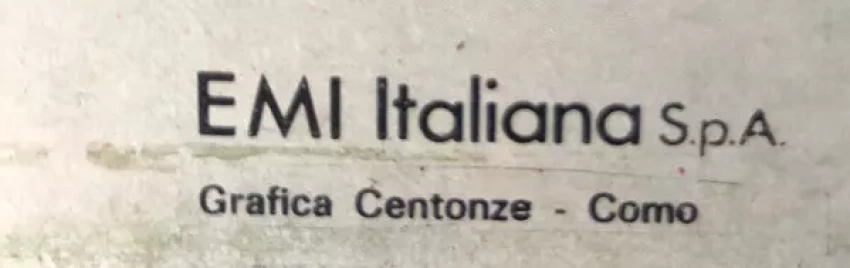 EMI Italiana S.p.A.
Grafica Centonze - Como